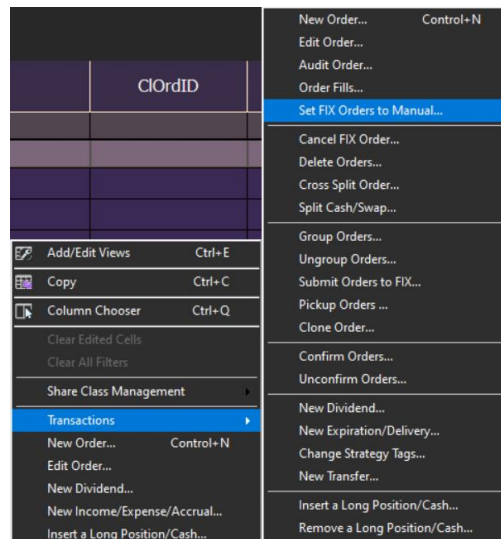 ClOrdID
Add/Edit Views Ctrl+E
Copy Ctrl+C
Column Chooser Ctrl+Q
Clear Edited Cells
Clear All Filters
Share Class Management
Transactions
New Order... Control+N
Edit Order...
New Dividend...
New Income/Expense/Accrual...
Insert a Long Position/Cash...
New Order... Control+N
Edit Order...
Audit Order...
Order Fills...
Set FIX Orders to Manual...
Cancel FIX Order...
Delete Orders...
Cross Split Order...
Split Cash/Swap...
Group Orders...
Ungroup Orders...
Submit Orders to FIX...
Pickup Orders ...
Clone Order...
Confirm Orders...
Unconfirm Orders...
New Dividend...
New Expiration/Delivery...
Change Strategy Tags...
New Transfer...
Insert a Long Position/Cash...
Remove a Long Position/Cash...